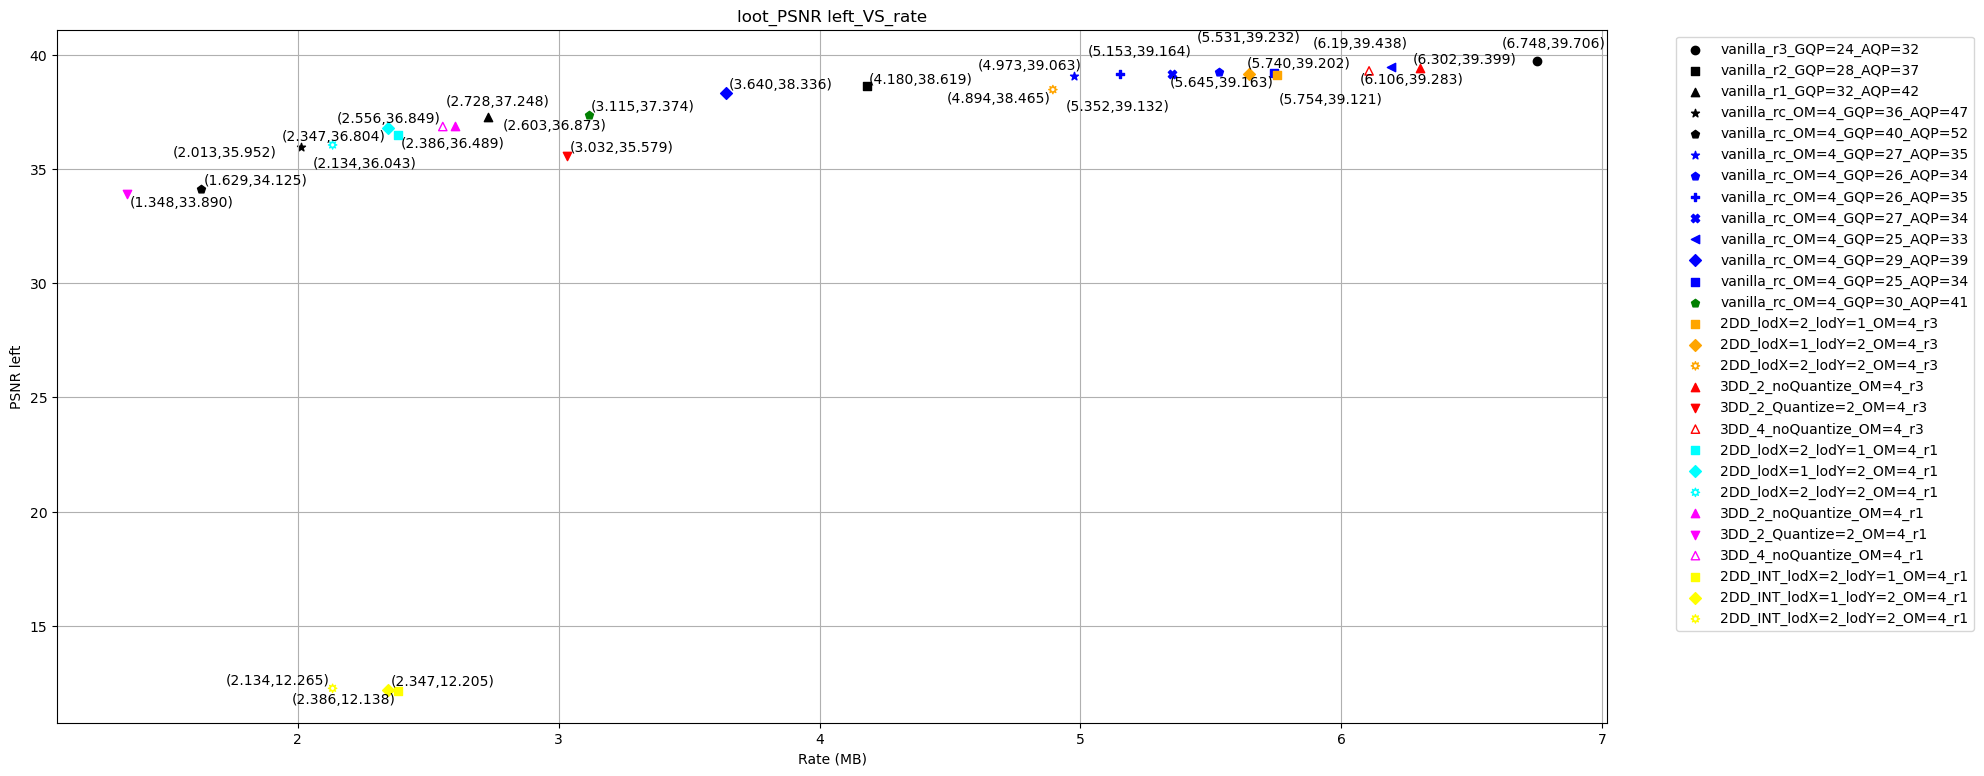 loot_PSNR left_VS_rate
(5.531,39.232)
(6.19,39.438)
(6.748,39.706)
(5.153,39.164)
(6.302,39.399)
(4.973,39.063)
(5.740,39.202)
(3.640,38.336)
(4.180,38.619)
(5.645,39.163)
(6.106,39.283)
(4.894,38.465)
(5.352,39.132)
(5.754,39.121)
(2.728,37.248)
(3.115,37.374)
(2.556,36.849)
(2.603,36.873)
(2.347,36.804)
(2.386,36.489)
(2.013,35.952)
(2.134,36.043)
(3.032,35.579)
(1.629,34.125)
(1.348,33.890)
(2.134,12.265)
(2.347,12.205)
(2.386,12.138)
40
35
30
25
20
15
PSNR left
2 3 4 5 6 7
Rate (MB)
vanilla_r3_GQP=24_AQP=32
vanilla_r2_GQP=28_AQP=37
vanilla_r1_GQP=32_AQP=42
vanilla_rc_OM=4_GQP=36_AQP=47
vanilla_rc_OM=4_GQP=40_AQP=52
vanilla_rc_OM=4_GQP=27_AQP=35
vanilla_rc_OM=4_GQP=26_AQP=34
vanilla_rc_OM=4_GQP=26_AQP=35
vanilla_rc_OM=4_GQP=27_AQP=34
vanilla_rc_OM=4_GQP=25_AQP=33
vanilla_rc_OM=4_GQP=29_AQP=39
vanilla_rc_OM=4_GQP=25_AQP=34
vanilla_rc_OM=4_GQP=30_AQP=41
2DD_lodX=2_lodY=1_OM=4_r3
2DD_lodX=1_lodY=2_OM=4_r3
2DD_lodX=2_lodY=2_OM=4_r3
3DD_2_noQuantize_OM=4_r3
3DD_2_Quantize=2_OM=4_r3
3DD_4_noQuantize_OM=4_r3
2DD_lodX=2_lodY=1_OM=4_r1
2DD_lodX=1_lodY=2_OM=4_r1
2DD_lodX=2_lodY=2_OM=4_r1
3DD_2_noQuantize_OM=4_r1
3DD_2_Quantize=2_OM=4_r1
3DD_4_noQuantize_OM=4_r1
2DD_INT_lodX=2_lodY=1_OM=4_r1
2DD_INT_lodX=1_lodY=2_OM=4_r1
2DD_INT_lodX=2_lodY=2_OM=4_r1